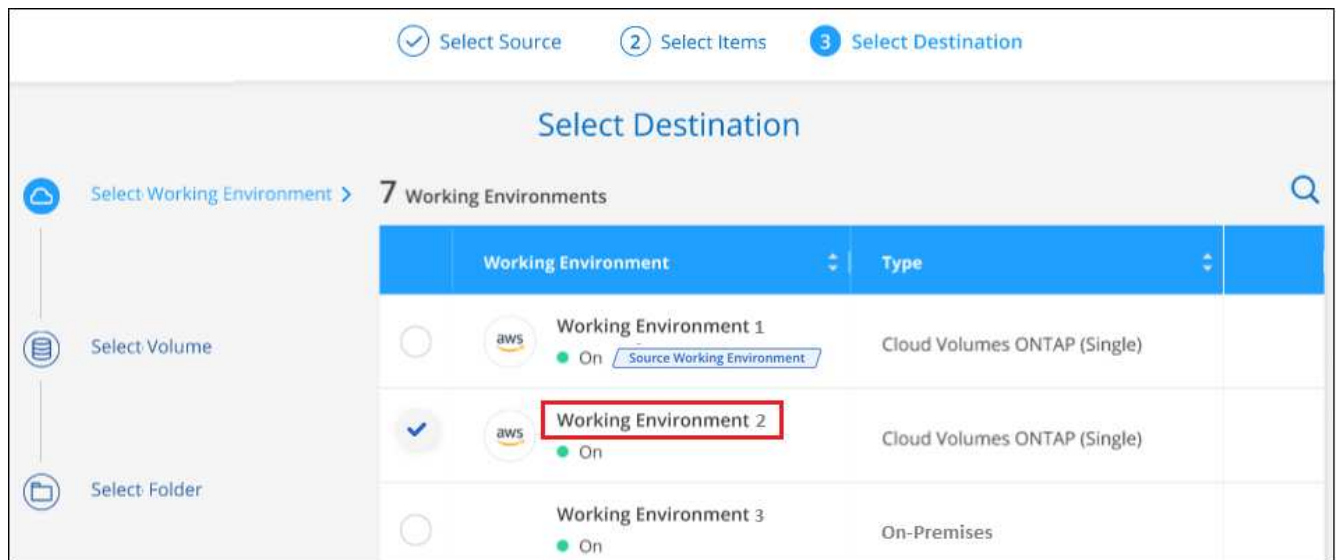 Select Source 2 Select Items 3 Select Destination
Select Destination
Select Working Environment > 7 Working Environments
Working Environment Type
Working Environment 1
aws Cloud Volumes ONTAP (Single)
On Source Working Environment
Select Volume
Working Environment 2
aws Cloud Volumes ONTAP (Single)
On
Select Folder
Working Environment 3
On-Premises
On